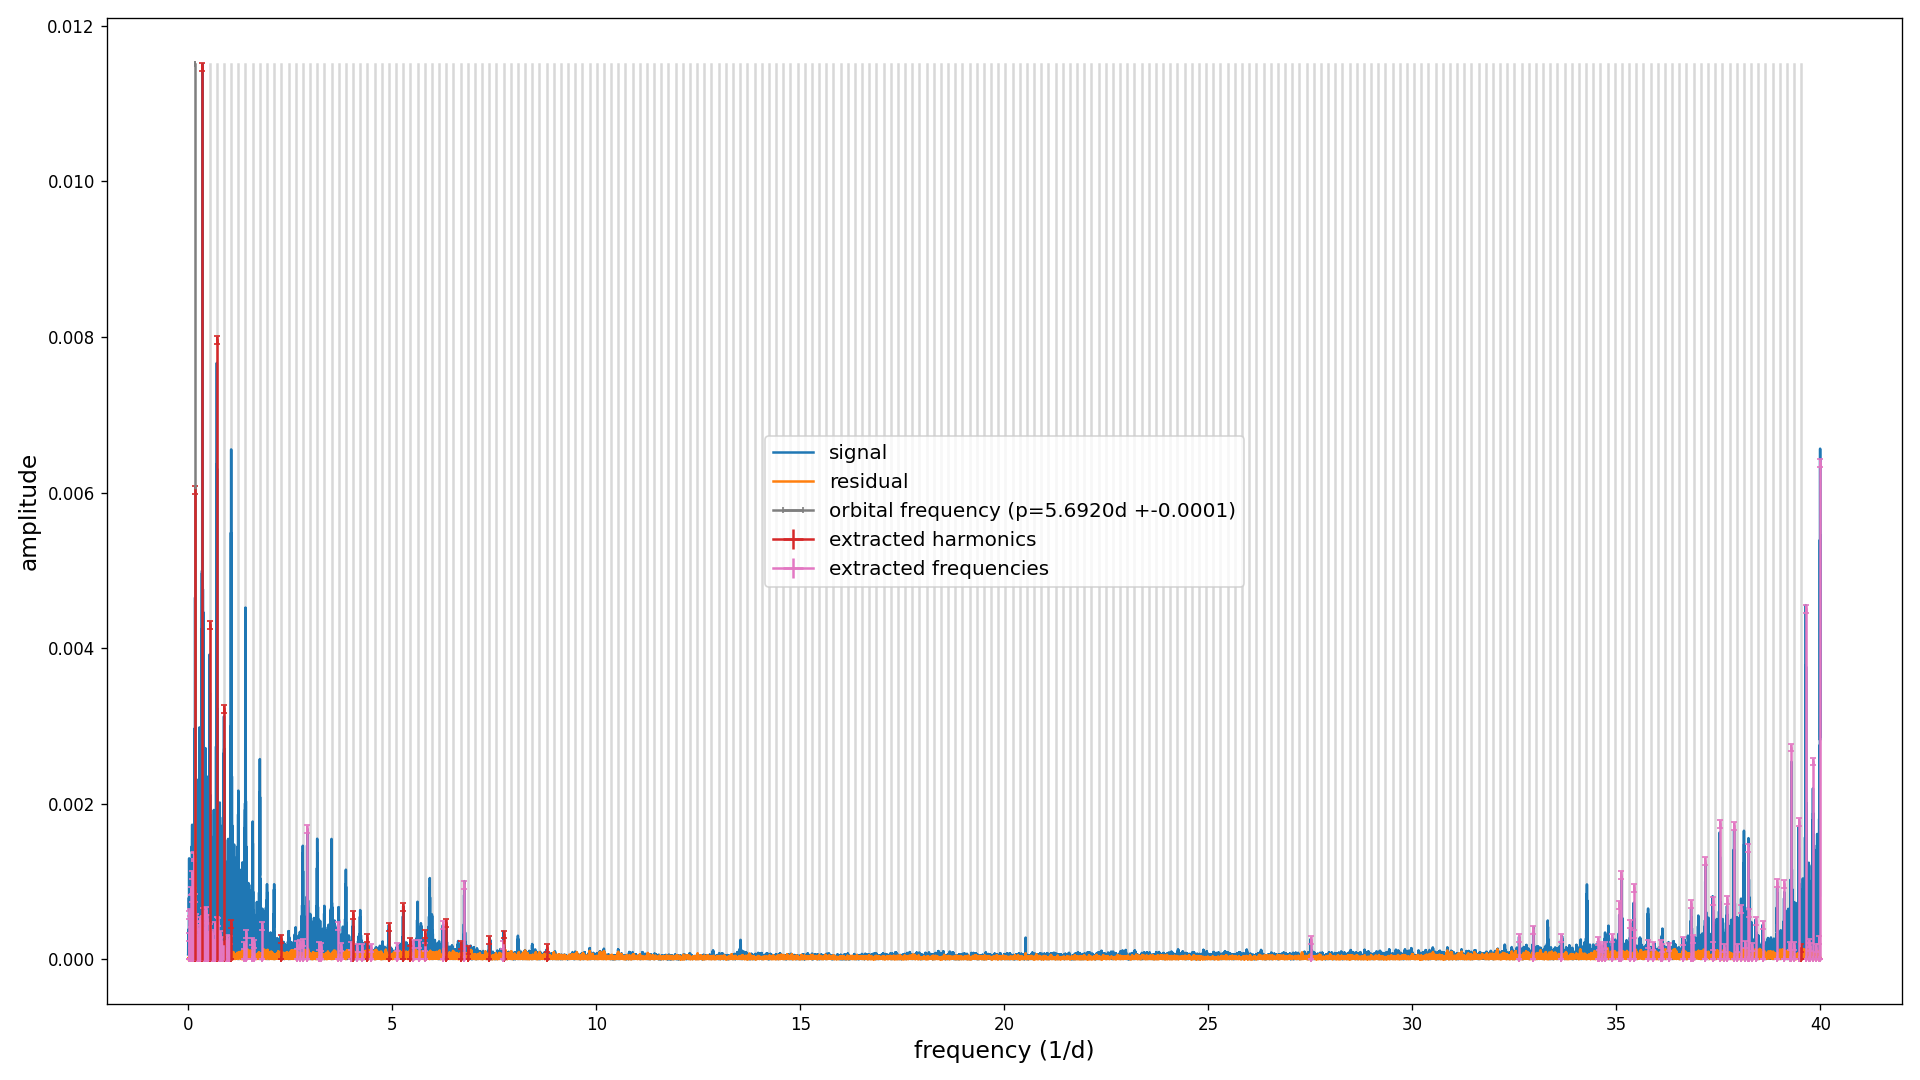 0.012
0.010
0.008
0.006
0.004
0.002
0.000
amplitude
signal
residual
orbital frequency (p=5.6920d +-0.0001)
extracted harmonics
extracted frequencies
0 5 10 15 20 25 30 35 40
frequency (1/d)